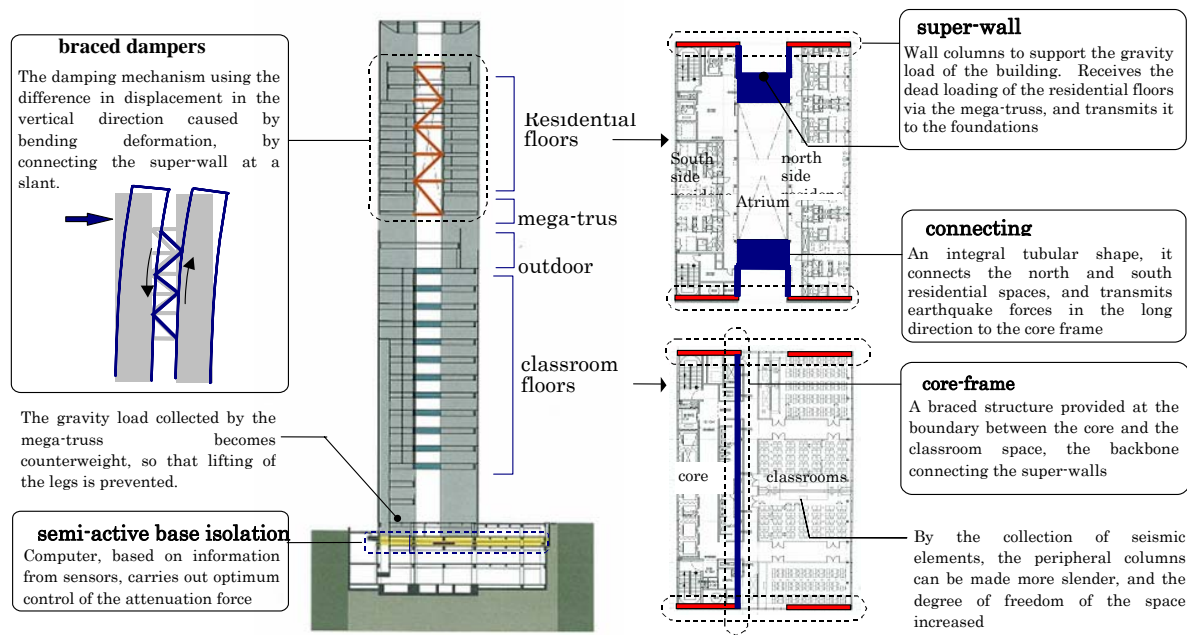 braced dampers
The damping mechanism using the
difference in displacement in the
vertical direction caused by
bending deformation, by
connecting the super-wall at a
slant.
The gravity load collected by the
mega-truss becomes
counterweight, so that lifting of
the legs is prevented.
semi-active base isolation
Computer, based on information
from sensors, carries out optimum
control of the attenuation force
Residential
floors
mega-trus
outdoor
classroom
floors
South
side
north
side
Atrium
core
classrooms
super-wall
Wall columns to support the gravity
load of the building. Receives the
dead loading of the residential floors
via the mega-truss, and transmits it
to the foundations
connecting
An integral tubular shape, it
connects the north and south
residential spaces, and transmits
earthquake forces in the long
direction to the core frame
core-frame
A braced structure provided at the
boundary between the core and the
classroom space, the backbone
connecting the super-walls
By the collection of seismic
elements, the peripheral columns
can be made more slender, and the
degree of freedom of the space
increased